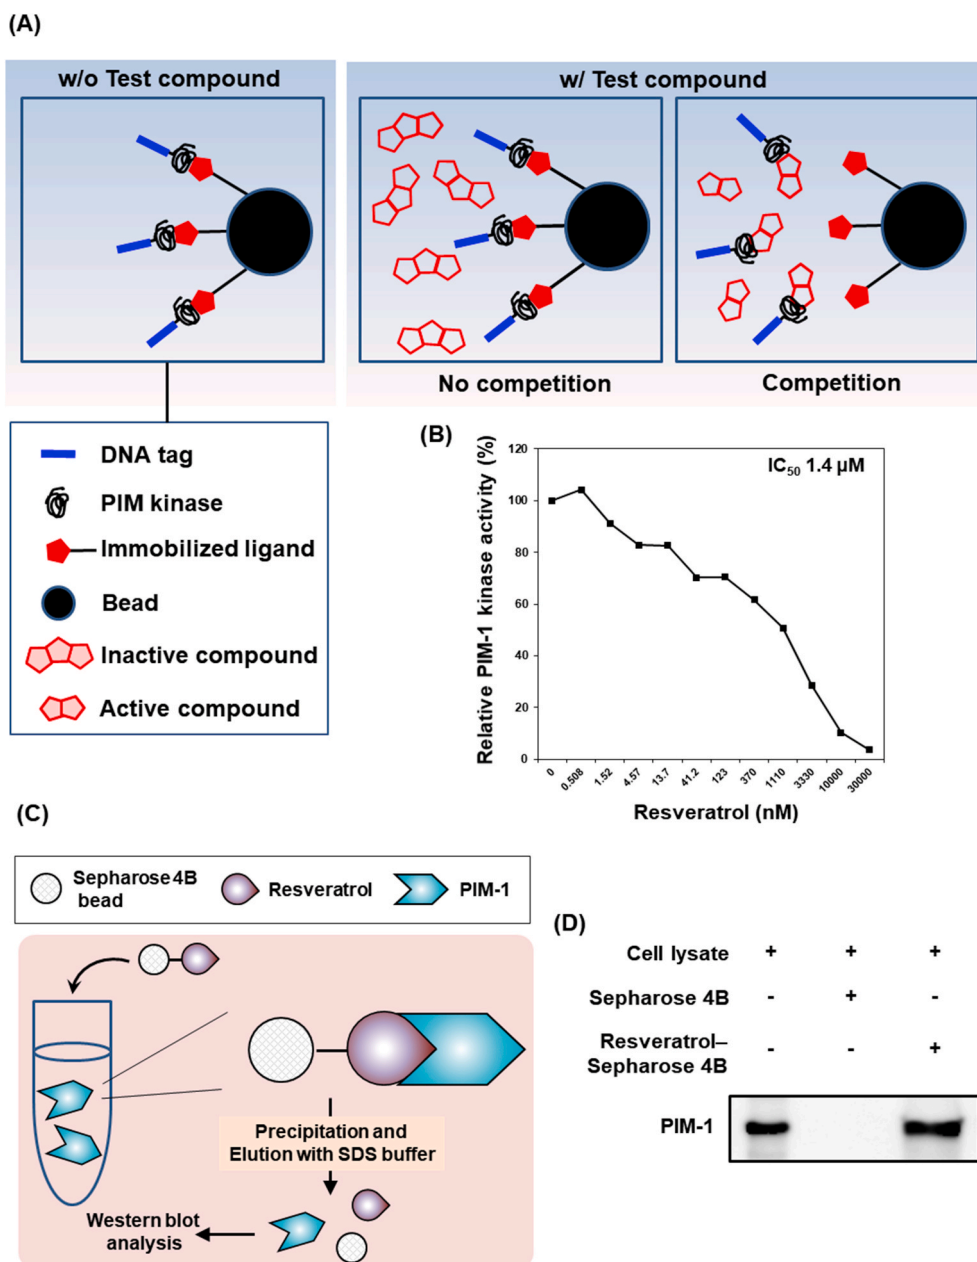 (A)
w/o Test compound
w/ Test compound
No competition
Competition
DNA tag
PIM kinase
Immobilized ligand
Bead
Inactive compound
Active compound
(B)
Relative PIM-1 kinase activity (%)
120
100
80
60
40
20
0
IC50 1.4 µM
0
0.508
1.52
4.57
13.7
41.2
123
370
1110
3330
10000
30000
Resveratrol (nM)
(C)
Sepharose 4B
bead
Resveratrol
PIM-1
Precipitation and
Elution with SDS buffer
Western blot
analysis
(D)
Cell lysate + + +
Sepharose 4B - + -
Resveratrol–
Sepharose 4B - - +
PIM-1